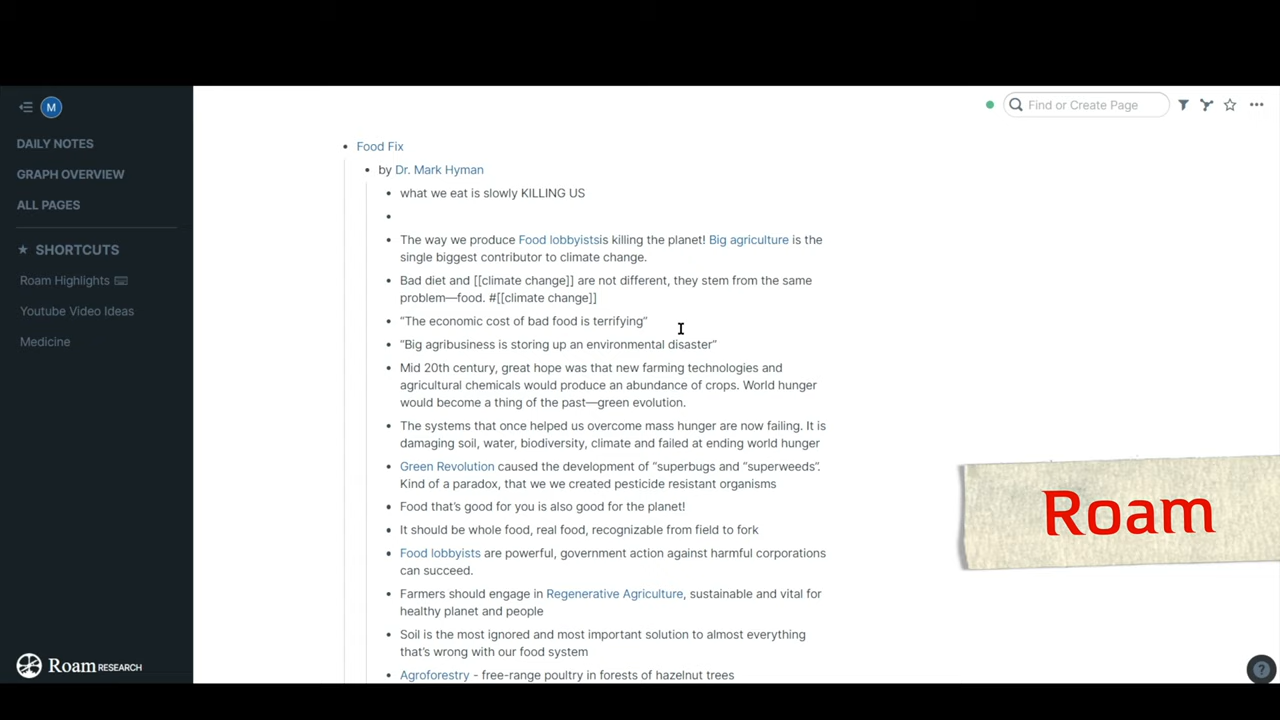 M
Find or Create Page
DAILY NOTES
GRAPH OVERVIEW
ALL PAGES
★ SHORTCUTS
Roam Highlights
Youtube Video Ideas
Medicine
Food Fix
by Dr. Mark Hyman
what we eat is slowly KILLING US
The way we produce Food lobbyistsis killing the planet! Big agriculture is the
single biggest contributor to climate change.
Bad diet and [[climate change]] are not different, they stem from the same
problem—food. #[[climate change]]
“The economic cost of bad food is terrifying”
“Big agribusiness is storing up an environmental disaster”
Mid 20th century, great hope was that new farming technologies and
agricultural chemicals would produce an abundance of crops. World hunger
would become a thing of the past—green evolution.
The systems that once helped us overcome mass hunger are now failing. It is
damaging soil, water, biodiversity, climate and failed at ending world hunger
Green Revolution caused the development of “superbugs and “superweeds”.
Kind of a paradox, that we we created pesticide resistant organisms
Food that’s good for you is also good for the planet!
It should be whole food, real food, recognizable from field to fork
Food lobbyists are powerful, government action against harmful corporations
can succeed.
Farmers should engage in Regenerative Agriculture, sustainable and vital for
healthy planet and people
Soil is the most ignored and most important solution to almost everything
that’s wrong with our food system
Agroforestry - free-range poultry in forests of hazelnut trees
Roam
Roam RESEARCH
?